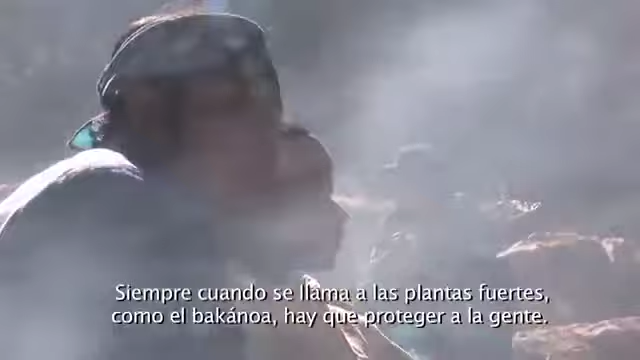 Siempre cuando se llama a las plantas fuertes,
como el bakánoa, hay que proteger a la gente.